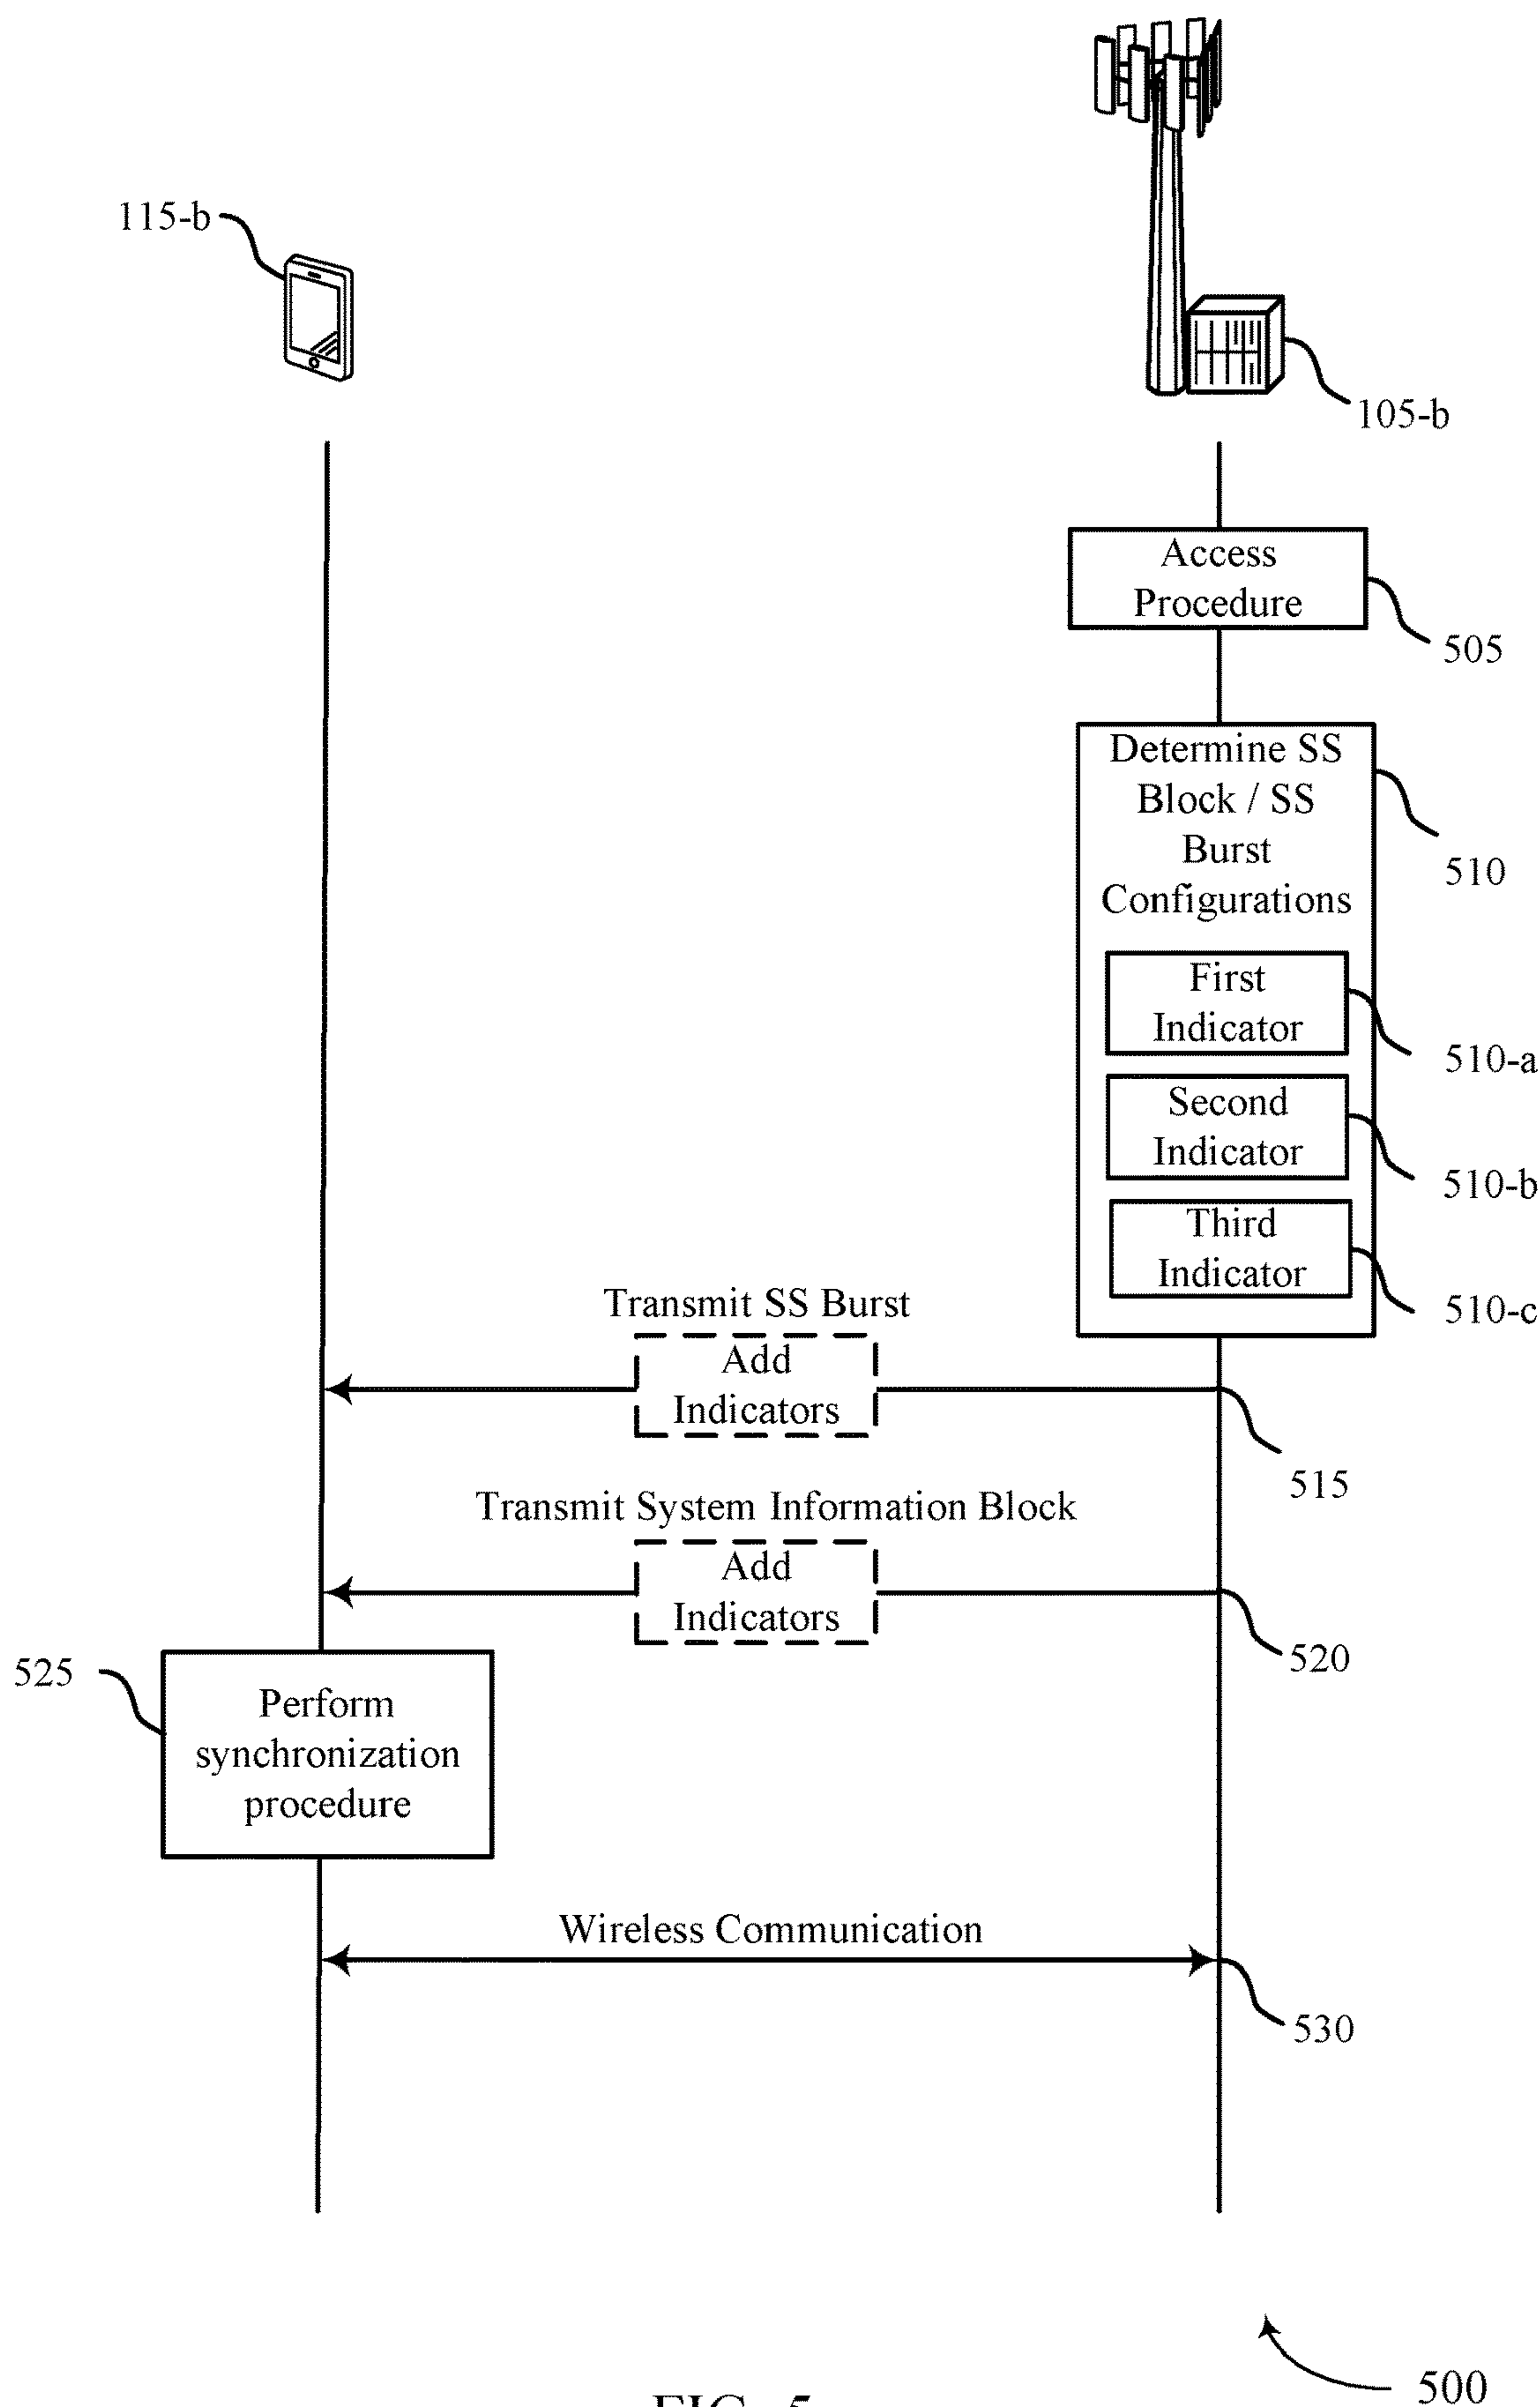 115-b
105-b
Access
Procedure
505
Determine SS
Block / SS
Burst
Configurations
510
First
Indicator
510-a
Second
Indicator
510-b
Third
Indicator
510-c
Transmit SS Burst
Add
Indicators
515
Transmit System Information Block
Add
Indicators
520
525
Perform
synchronization
procedure
Wireless Communication
530
500
FIG. 5